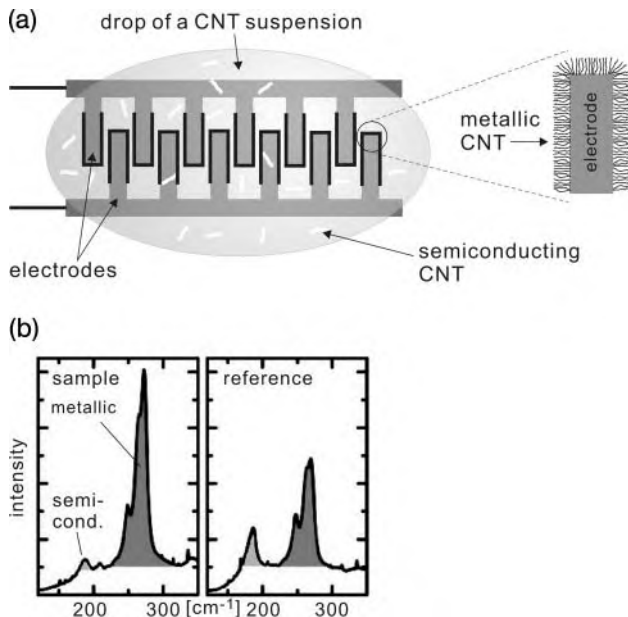 (a)
drop of a CNT suspension
metallic
CNT
electrode
electrodes
semiconducting
CNT
(b)
sample
metallic
semi-
cond.
reference
intensity
200
300
[cm-1]
200
300